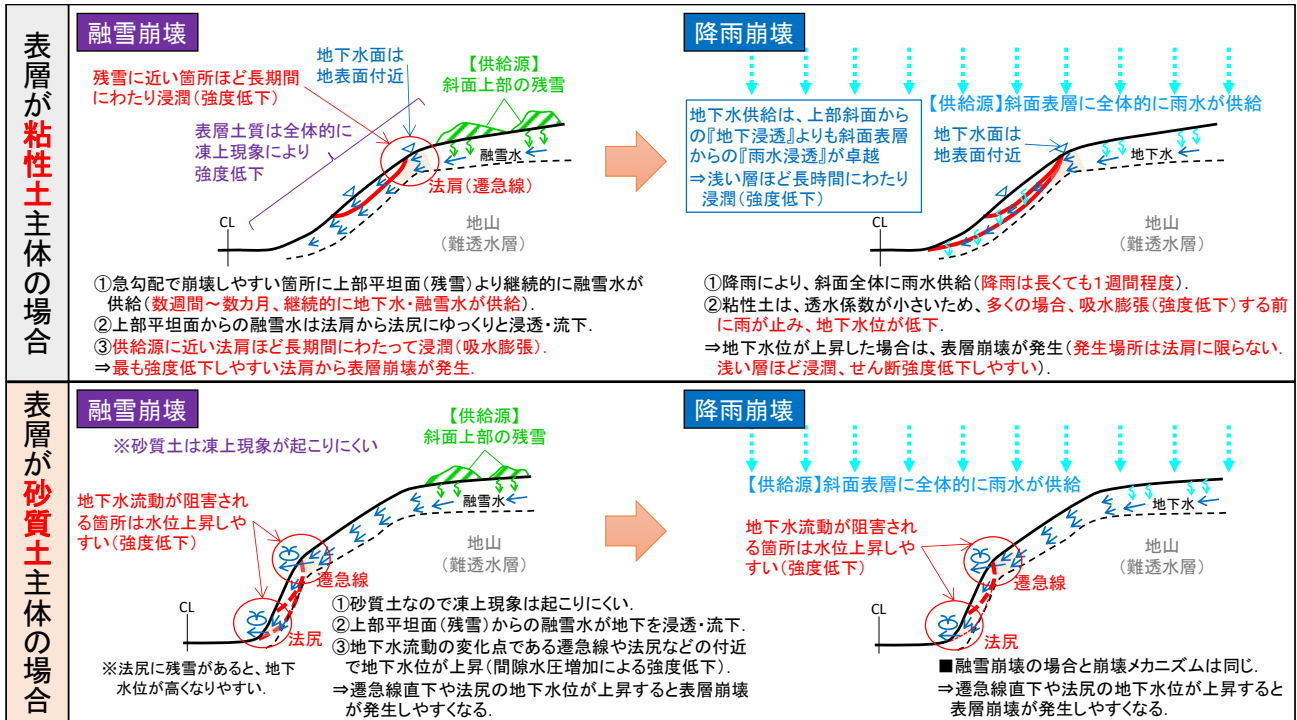 表層が粘性土主体の場合
融雪崩壊
地下水面は
地表面付近
【供給源】
斜面上部の残雪
残雪に近い箇所ほど長期間
にわたり浸潤(強度低下)
表層土質は全体的に
凍上現象により
強度低下
融雪水
法肩(遷急線)
地山
(難透水層)
CL
①急勾配で崩壊しやすい箇所に上部平坦面(残雪)より継続的に融雪水が
供給(数週間～数カ月、継続的に地下水・融雪水が供給).
②上部平坦面からの融雪水は法肩から法尻にゆっくりと浸透・流下.
③供給源に近い法肩ほど長期間にわたって浸潤(吸水膨張).
⇒最も強度低下しやすい法肩から表層崩壊が発生.
降雨崩壊
【供給源】斜面表層に全体的に雨水が供給
地下水供給は、上部斜面から
の『地下浸透』よりも斜面表層
からの『雨水浸透』が卓越
⇒浅い層ほど長時間にわたり
浸潤(強度低下)
地下水面は
地表面付近
地下水
地山
(難透水層)
CL
①降雨により、斜面全体に雨水供給(降雨は長くても1週間程度).
②粘性土は、透水係数が小さいため、多くの場合、吸水膨張(強度低下)する前
に雨が止み、地下水位が低下.
⇒地下水位が上昇した場合は、表層崩壊が発生(発生場所は法肩に限らない.
浅い層ほど浸潤、せん断強度低下しやすい).
表層が砂質土主体の場合
融雪崩壊
※砂質土は凍上現象が起こりにくい
【供給源】
斜面上部の残雪
地下水流動が阻害され
る箇所は水位上昇しや
すい(強度低下)
融雪水
地山
(難透水層)
遷急線
CL
法尻
※法尻に残雪があると、地下
水位が高くなりやすい.
①砂質土なので凍上現象は起こりにくい.
②上部平坦面(残雪)からの融雪水が地下を浸透・流下.
③地下水流動の変化点である遷急線や法尻などの付近
で地下水位が上昇(間隙水圧増加による強度低下).
⇒遷急線直下や法尻の地下水位が上昇すると表層崩壊
が発生しやすくなる.
降雨崩壊
【供給源】斜面表層に全体的に雨水が供給
地下水流動が阻害され
る箇所は水位上昇しや
すい(強度低下)
地下水
地山
(難透水層)
遷急線
CL
法尻
■融雪崩壊の場合と崩壊メカニズムは同じ.
⇒遷急線直下や法尻の地下水位が上昇すると
表層崩壊が発生しやすくなる.